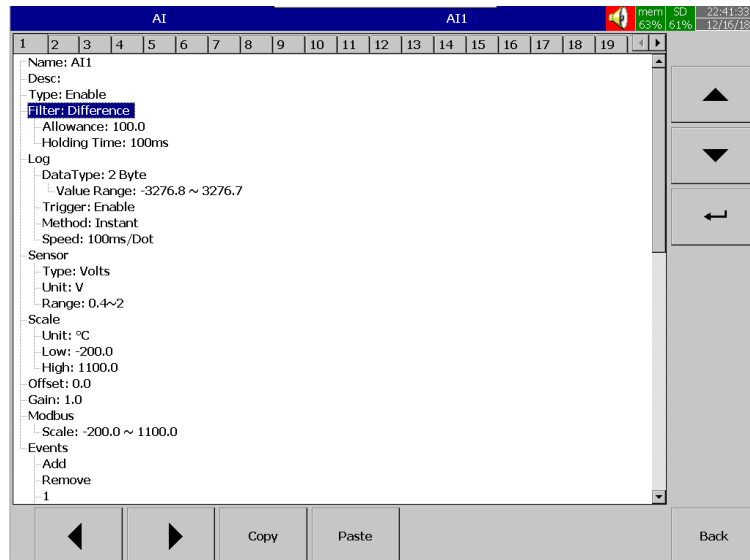 AI AI1 mem SD 22:41:33
63% 61% 12/16/18
1 2 3 4 5 6 7 8 9 10 11 12 13 14 15 16 17 18 19
Name: AI1
Desc:
Type: Enable
Filter: Difference
Allowance: 100.0
Holding Time: 100ms
Log
DataType: 2 Byte
Value Range: -3276.8 ~ 3276.7
Trigger: Enable
Method: Instant
Speed: 100ms/Dot
Sensor
Type: Volts
Unit: V
Range: 0.4~2
Scale
Unit: °C
Low: -200.0
High: 1100.0
Offset: 0.0
Gain: 1.0
Modbus
Scale: -200.0 ~ 1100.0
Events
Add
Remove
1
Copy Paste Back